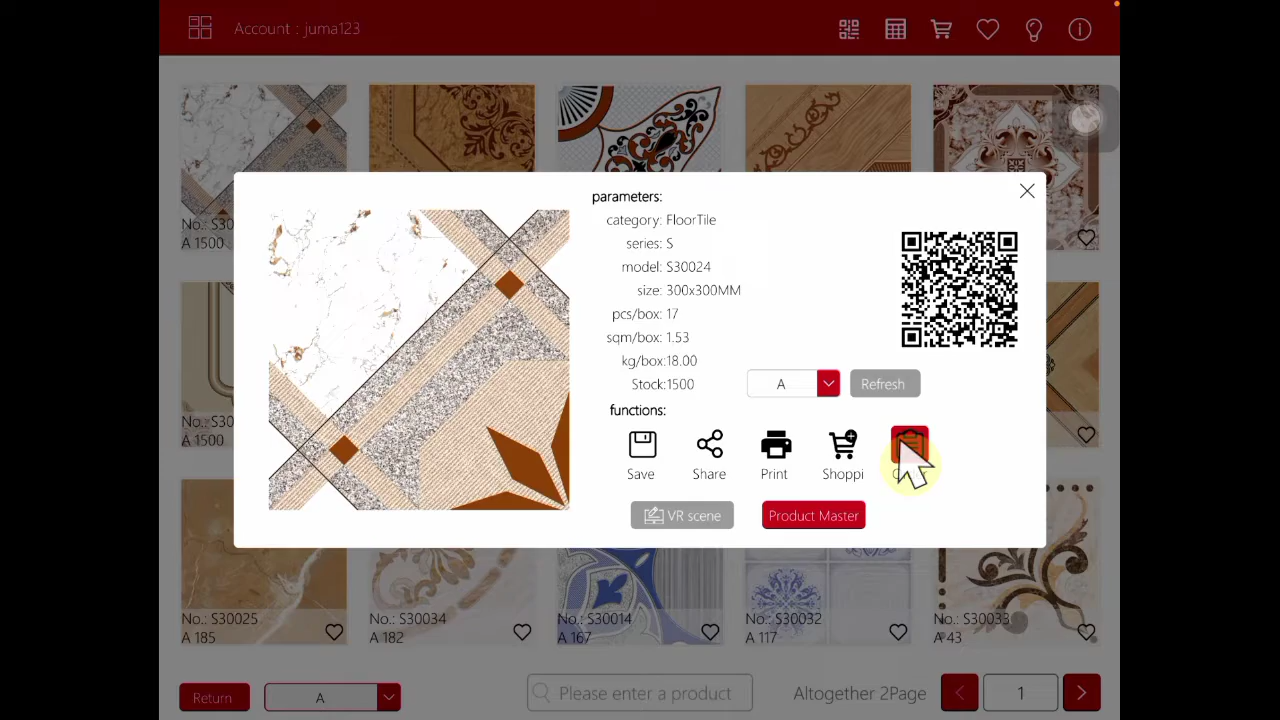 Account : juma123
No.: S30
A 1500
parameters:
category: FloorTile
series: S
model: S30024
size: 300x300MM
pcs/box: 17
sqm/box: 1.53
kg/box:18.00
Stock:1500
A
Refresh
functions:
Save
Share
Print
Shoppi
VR scene
Product Master
No.: S30
A 1500
No.: S30025
A 185
No.: S30034
A 182
No.: S30014
A 167
No.: S30032
A 117
No.: S30033
A 43
Return
A
Please enter a product
Altogether 2Page
1